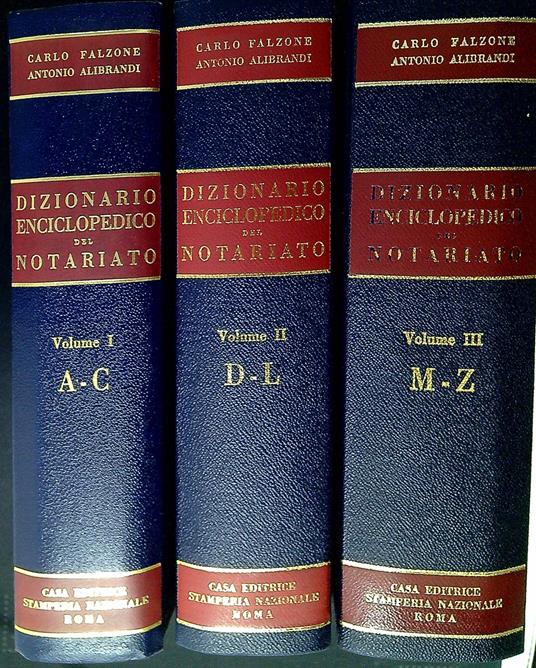 CARLO FALZONE
ANTONIO ALIBRANDI
DIZIONARIO
ENCICLOPEDICO
DEL
NOTARIATO
Volume I
A-C
CASA EDITRICE
STAMPERIA NAZIONALE
ROMA
CARLO FALZONE
ANTONIO ALIBRANDI
DIZIONARIO
ENCICLOPEDICO
DEL
NOTARIATO
Volume II
D-L
CASA EDITRICE
STAMPERIA NAZIONALE
ROMA
CARLO FALZONE
ANTONIO ALIBRANDI
DIZIONARIO
ENCICLOPEDICO
DEL
NOTARIATO
Volume III
M-Z
CASA EDITRICE
STAMPERIA NAZIONALE
ROMA